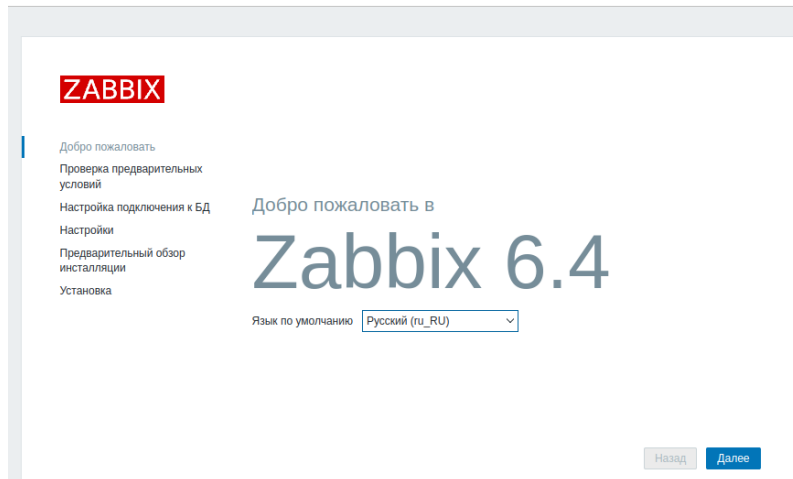 ZABBIX
Добро пожаловать
Проверка предварительных
условий
Настройка подключения к БД
Настройки
Предварительный обзор
инсталляции
Установка
Добро пожаловать в
Zabbix 6.4
Язык по умолчанию Русский (ru_RU)
Назад Далее